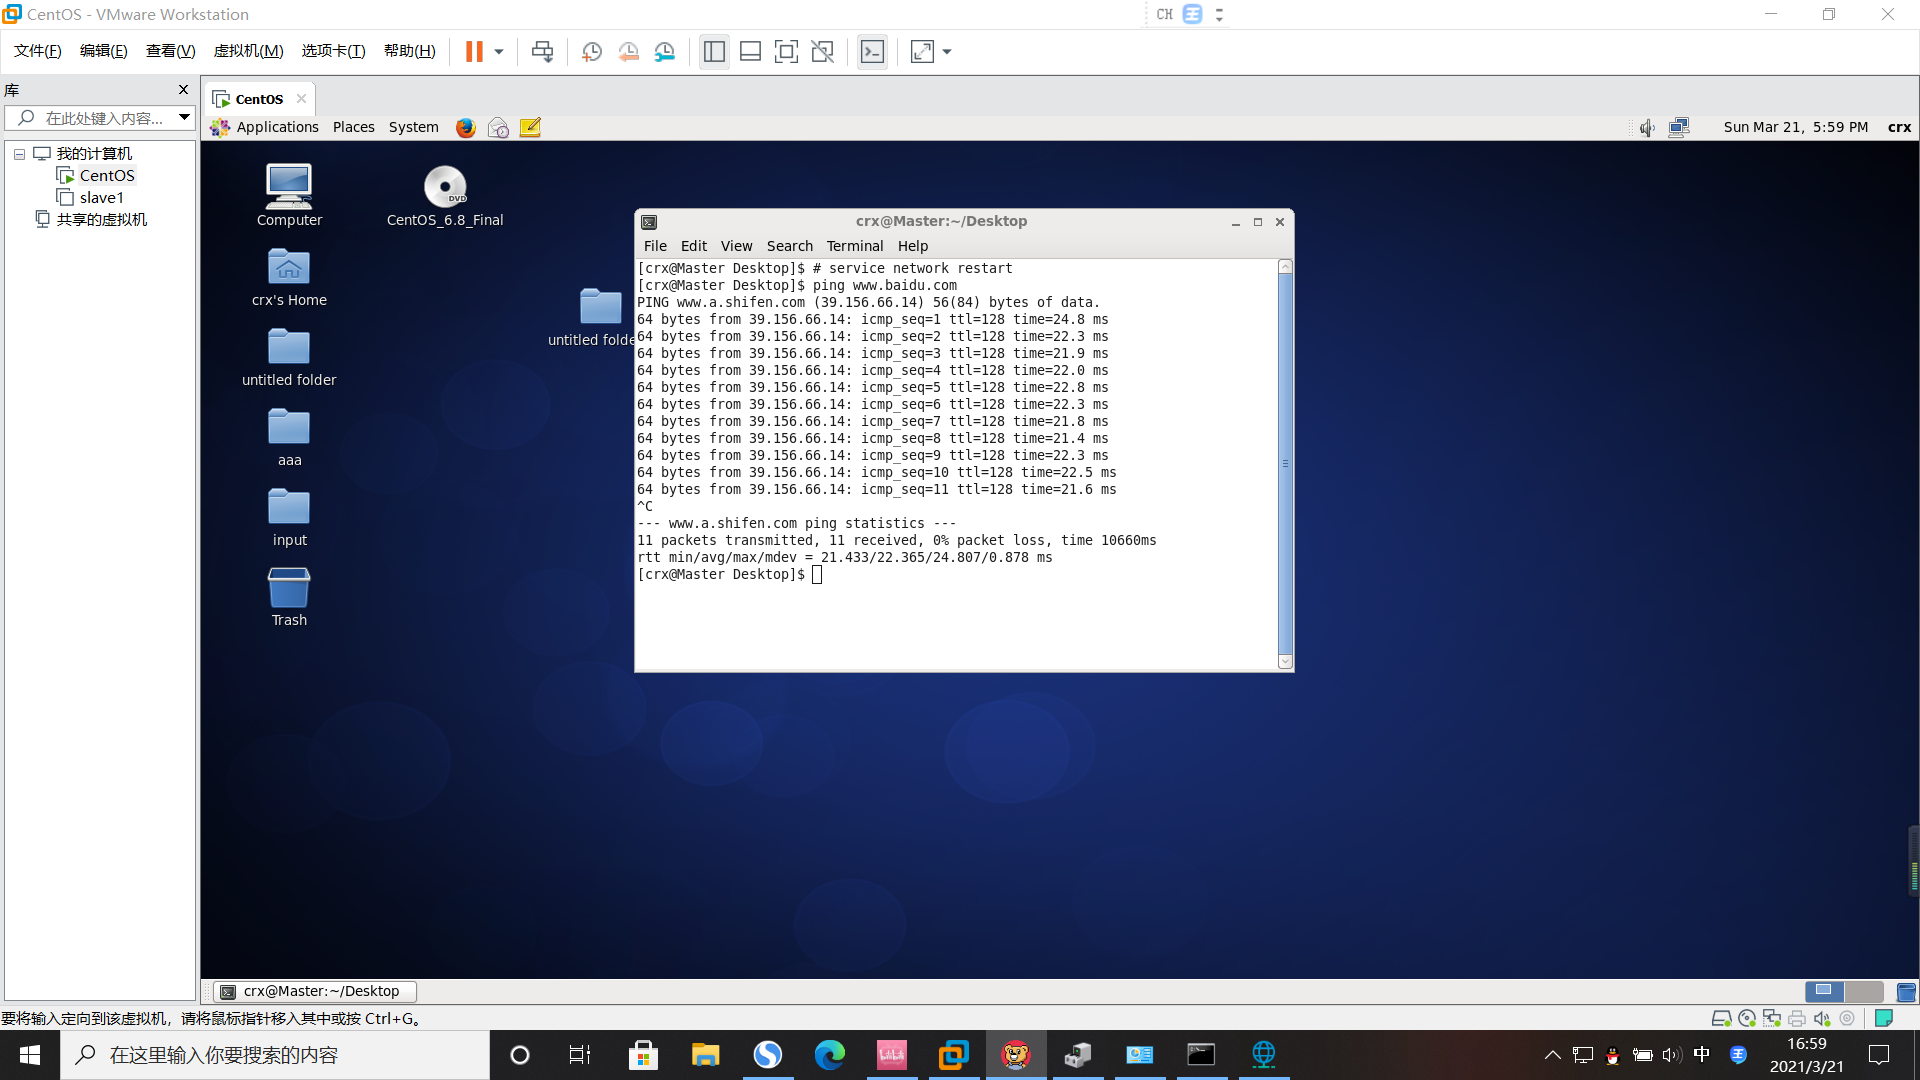 CentOS - VMware Workstation
CH
文件(F) 编辑(E) 查看(V) 虚拟机(M) 选项卡(T) 帮助(H)
库
在此处键入内容...
我的计算机
CentOS
slave1
共享的虚拟机
CentOS
Applications Places System
Sun Mar 21, 5:59 PM crx
Computer
CentOS_6.8_Final
crx's Home
untitled folde
untitled folder
aaa
input
Trash
crx@Master:~/Desktop
File Edit View Search Terminal Help
[crx@Master Desktop]$ # service network restart
[crx@Master Desktop]$ ping www.baidu.com
PING www.a.shifen.com (39.156.66.14) 56(84) bytes of data.
64 bytes from 39.156.66.14: icmp_seq=1 ttl=128 time=24.8 ms
64 bytes from 39.156.66.14: icmp_seq=2 ttl=128 time=22.3 ms
64 bytes from 39.156.66.14: icmp_seq=3 ttl=128 time=21.9 ms
64 bytes from 39.156.66.14: icmp_seq=4 ttl=128 time=22.0 ms
64 bytes from 39.156.66.14: icmp_seq=5 ttl=128 time=22.8 ms
64 bytes from 39.156.66.14: icmp_seq=6 ttl=128 time=22.3 ms
64 bytes from 39.156.66.14: icmp_seq=7 ttl=128 time=21.8 ms
64 bytes from 39.156.66.14: icmp_seq=8 ttl=128 time=21.4 ms
64 bytes from 39.156.66.14: icmp_seq=9 ttl=128 time=22.3 ms
64 bytes from 39.156.66.14: icmp_seq=10 ttl=128 time=22.5 ms
64 bytes from 39.156.66.14: icmp_seq=11 ttl=128 time=21.6 ms
^C
--- www.a.shifen.com ping statistics ---
11 packets transmitted, 11 received, 0% packet loss, time 10660ms
rtt min/avg/max/mdev = 21.433/22.365/24.807/0.878 ms
[crx@Master Desktop]$
crx@Master:~/Desktop
要将输入定向到该虚拟机，请将鼠标指针移入其中或按 Ctrl+G。
在这里输入你要搜索的内容
中
16:59
2021/3/21